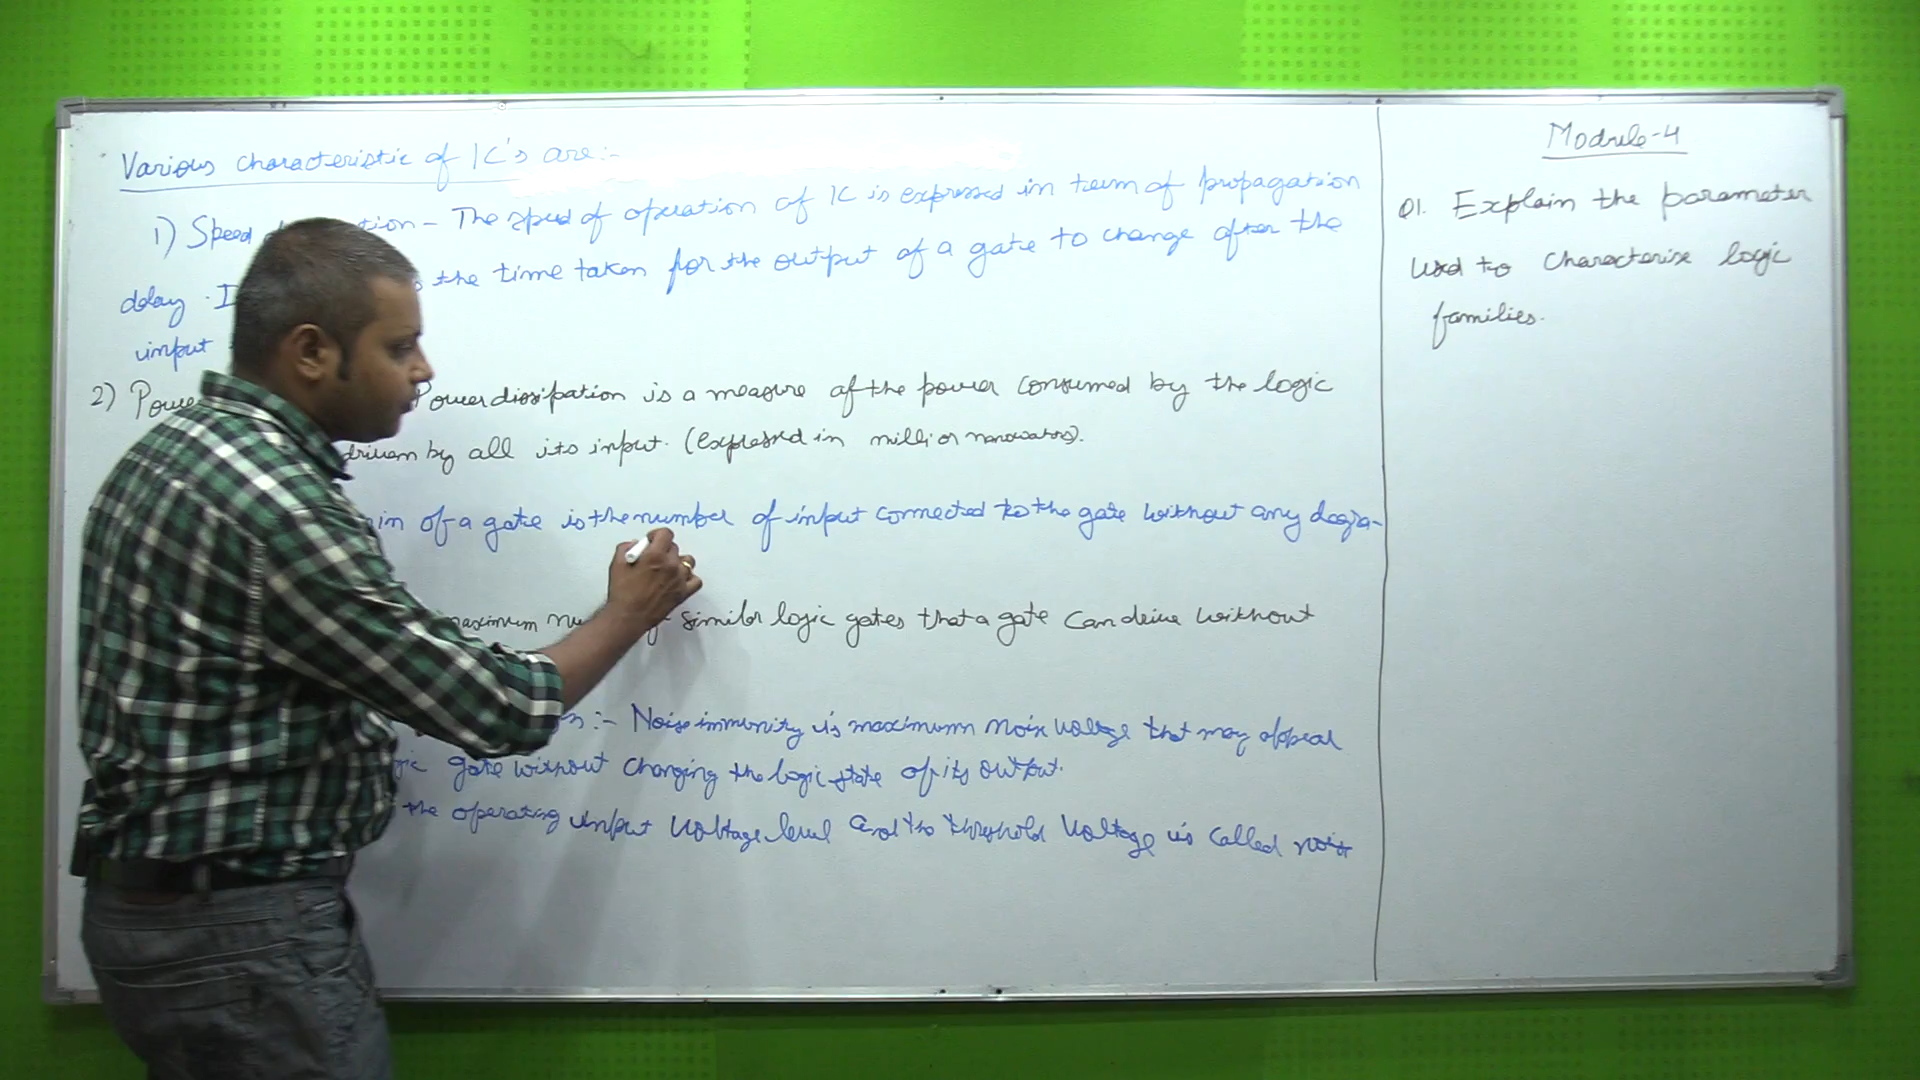 Various characteristic of IC's are:-
1) Speed tion - The speed of operation of IC is expressed in term of propagation
delay. I the time taken for the output of a gate to change after the
input
2) Power Power dissipation is a measure of the power consumed by the logic
driven by all its input. (expressed in milli or nanowatts).
in of a gate is the number of input connected to the gate without any degra-
maximum nu of similar logic gates that a gate can drive without
:- Noise immunity is maximum noise voltage that may appear
gic gate without changing the logic state of its output.
the operating input voltage level and the threshold voltage is called noise
Module-4
Q1. Explain the parameter
used to characterise logic
families.